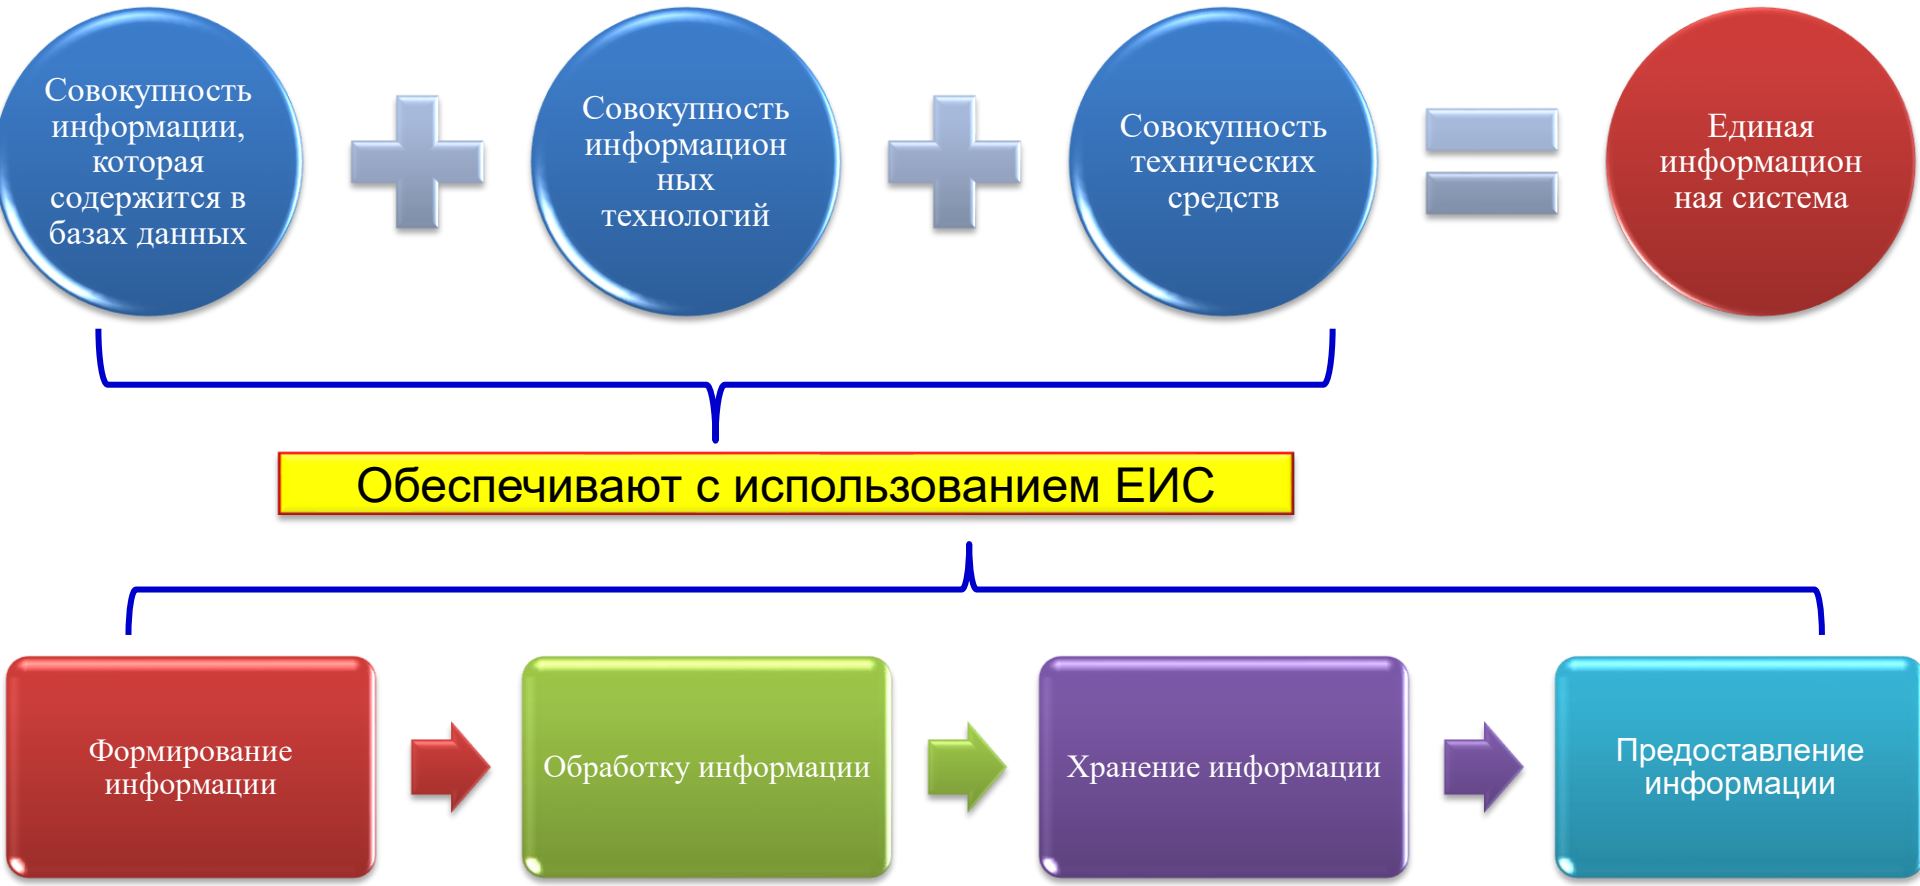 Совокупность
информации,
которая
содержится в
базах данных
Совокупность
информацион
ных
технологий
Совокупность
технических
средств
Единая
информацион
ная система
Обеспечивают с использованием ЕИС
Формирование
информации
Обработку информации
Хранение информации
Предоставление
информации